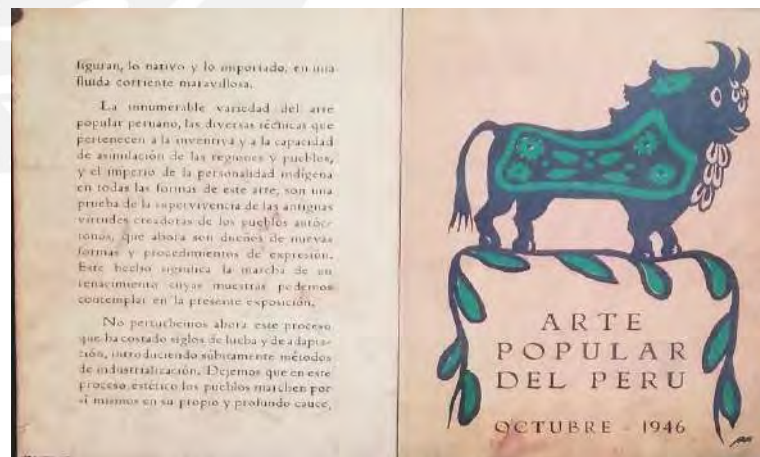 figuran, lo nativo y lo importado, en una
fluida corriente maravillosa.
La innumerable variedad del arte
popular peruano, las diversas técnicas que
pertenecen a la inventiva y a la capacidad
de asimilación de las regiones y pueblos,
y el imperio de la personalidad indígena
en todas las formas de este arte, son una
prueba de la supervivencia de las antiguas
virtudes creadoras de los pueblos autóc-
tonos, que ahora son dueños de nuevas
formas y procedimientos de expresión.
Este hecho significa la marcha de un
renacimiento cuyas muestras podemos
contemplar en la presente exposición.
No perturbemos ahora este proceso
que ha costado siglos de lucha y de adapta-
ción, introduciendo súbitamente métodos
de industrialización. Dejemos que en este
proceso estético los pueblos marchen por
sí mismos en su propio y profundo cauce,
ARTE
POPULAR
DEL PERU
OCTUBRE - 1946